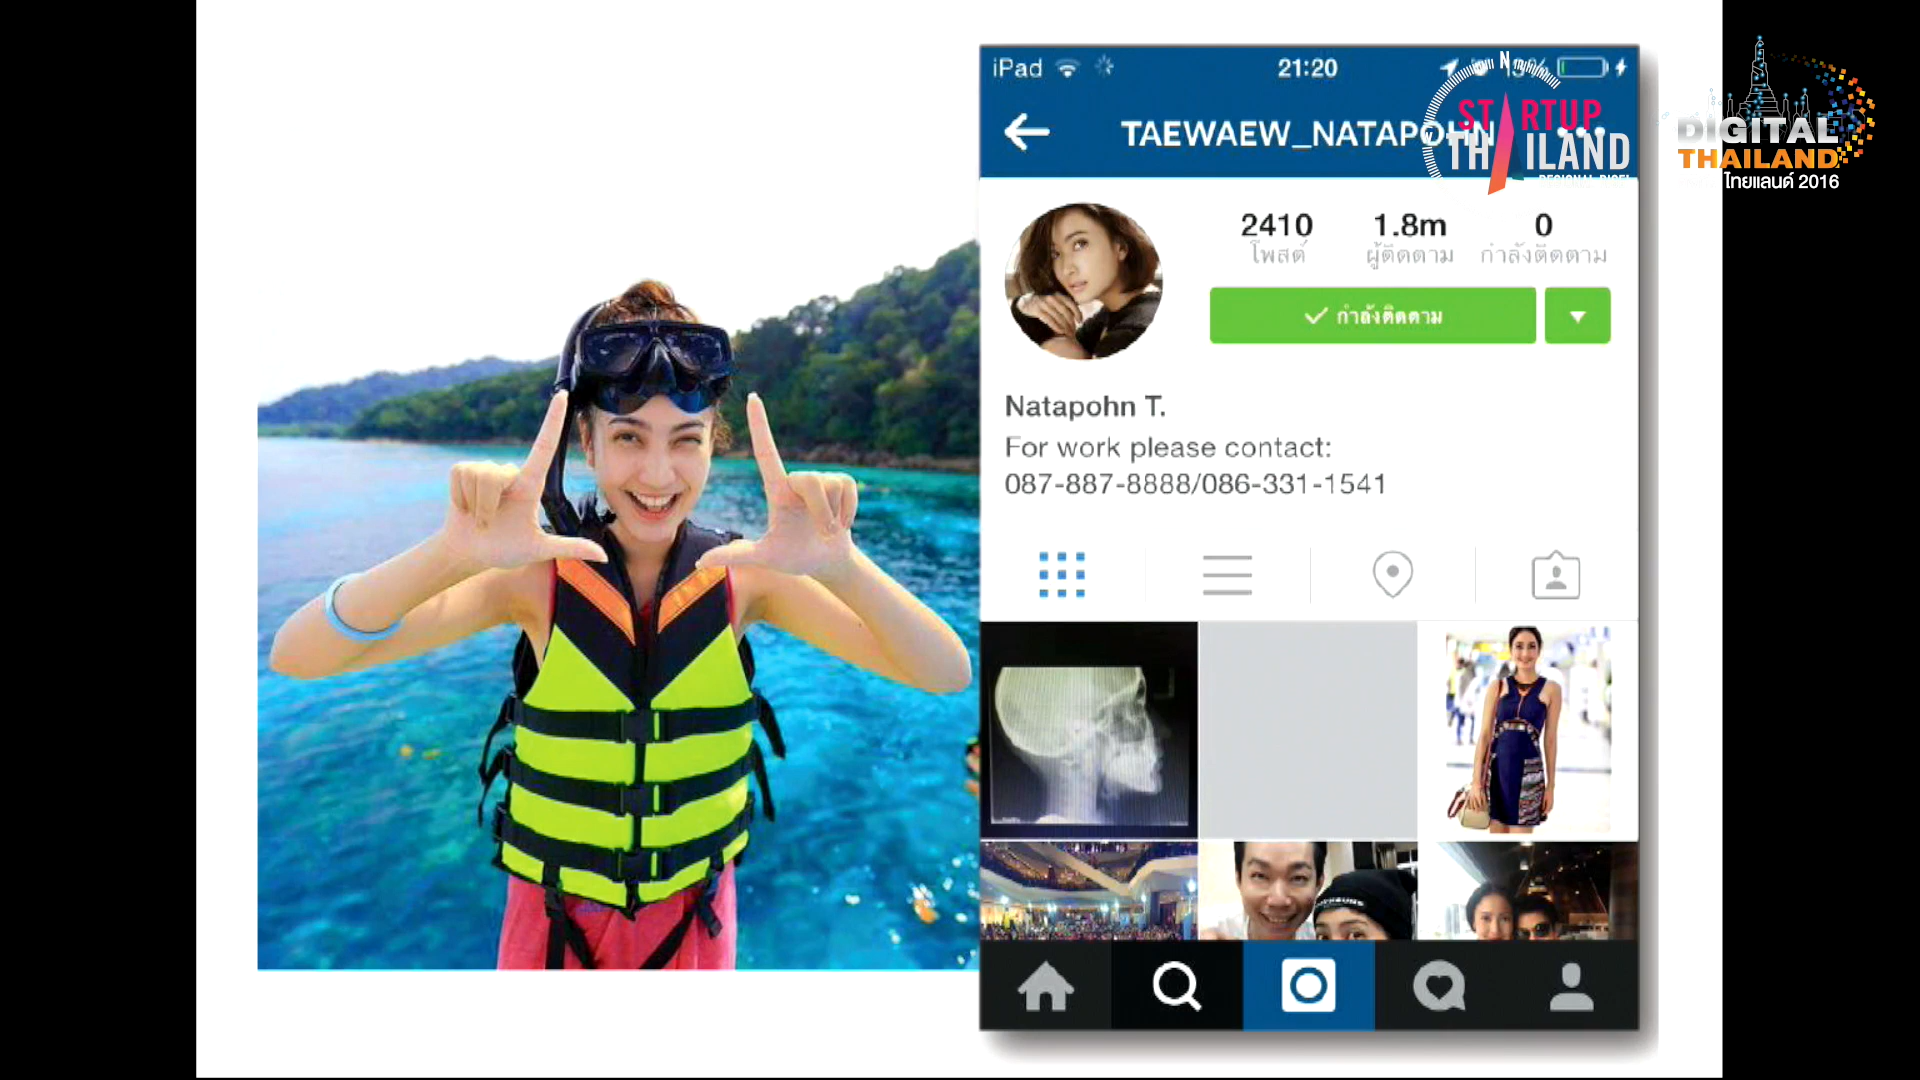 iPad
21:20
13%
TAEWAEW_NATAPOHN
STARTUP
THAILAND
DIGITAL
THAILAND
ไทยแลนด์ 2016
2410 1.8m 0
โพสต์ ผู้ติดตาม กำลังติดตาม
กำลังติดตาม
Natapohn T.
For work please contact:
087-887-8888/086-331-1541